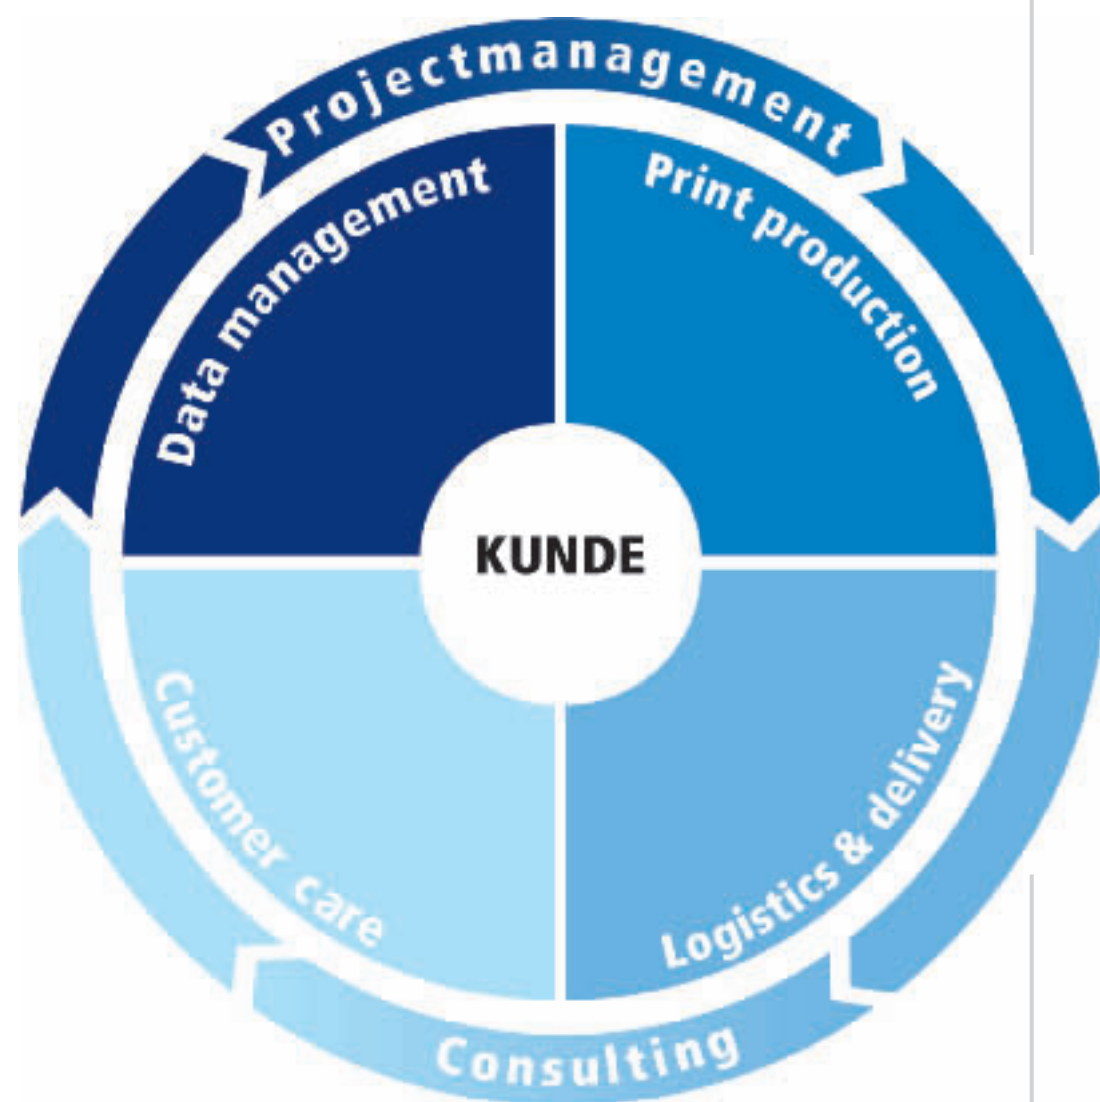 Projectmanagement
Data management
Print production
KUNDE
Customer care
Logistics & delivery
Consulting